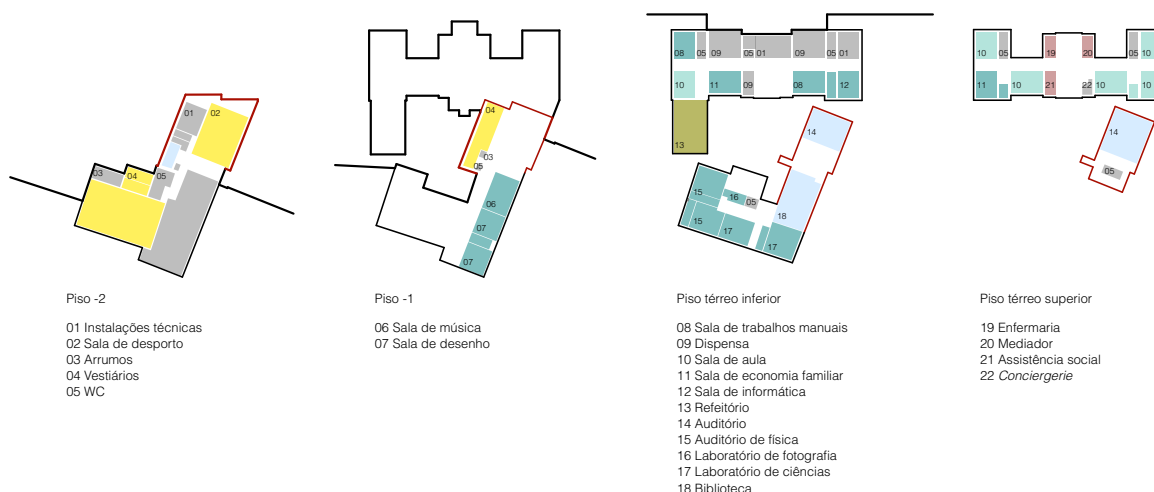 01
02
03
04
05
04
03
05
06
07
07
08
05
09
05
01
09
05
01
10
11
09
08
12
13
14
15
16
05
15
17
18
17
19
20
05
10
10
11
10
21
22
10
10
14
05
Piso -2
01 Instalações técnicas
02 Sala de desporto
03 Arrumos
04 Vestiários
05 WC
Piso -1
06 Sala de música
07 Sala de desenho
Piso térreo inferior
08 Sala de trabalhos manuais
09 Dispensa
10 Sala de aula
11 Sala de economia familiar
12 Sala de informática
13 Refeitório
14 Auditório
15 Auditório de física
16 Laboratório de fotografia
17 Laboratório de ciências
18 Biblioteca
Piso térreo superior
19 Enfermaria
20 Mediador
21 Assistência social
22 Conciergerie